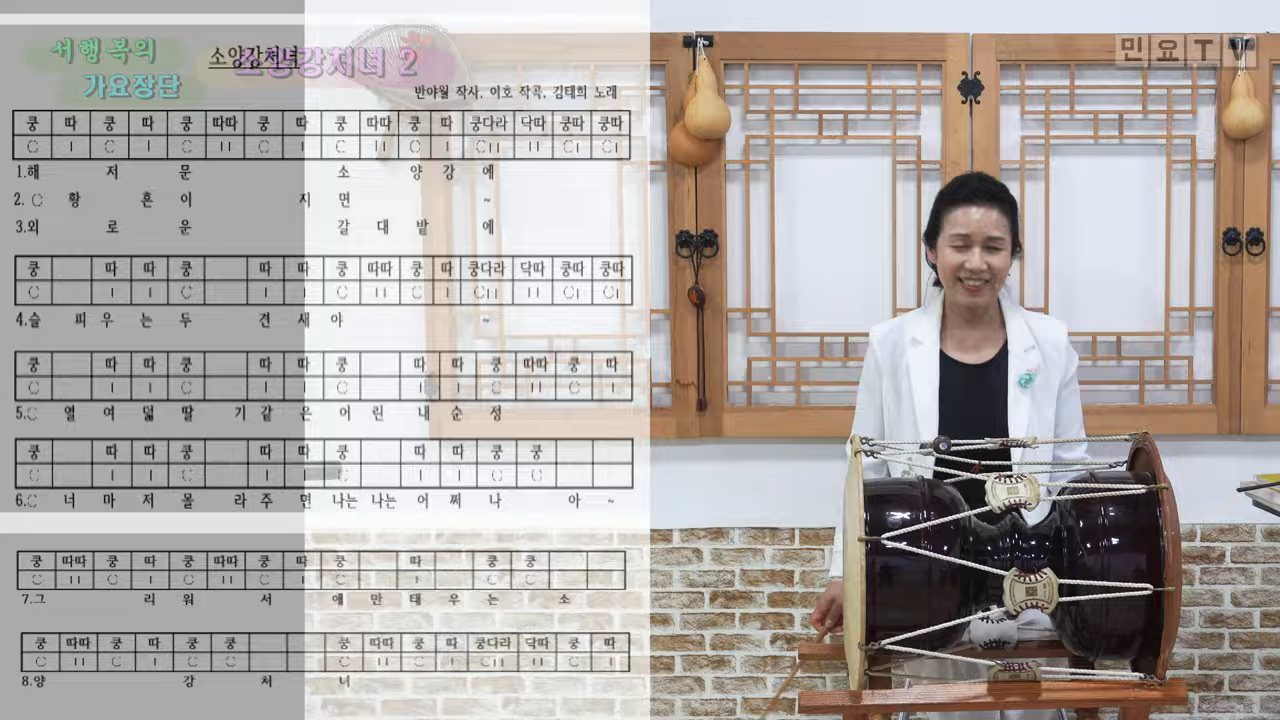 서행복의
가요장단
소양강처녀
소양강처녀 2
민요TV
반야월 작사, 이호 작곡, 김태희 노래
쿵 따 쿵 따 쿵 따따 쿵 따 쿵 따따 쿵 따 쿵다라 닥따 쿵따 쿵따
1.해 저 문 소 양 강 에
2. 황 혼 이 지 면 ~
3.외 로 운 갈 대 밭 에
쿵 따 따 쿵 따 따 쿵 따따 쿵 따 쿵다라 닥따 쿵따 쿵따
4.슬 피 우 는 두 견 새 야 ~
쿵 따 따 쿵 따 따 쿵 따 따 쿵 따따 쿵 따
5. 열 여 덟 딸 기 같 은 어 린 내 순 정
쿵 따 따 쿵 따 따 쿵 따 따 쿵 쿵
6. 너 마 저 몰 라 주 면 나는 나는 어 쩌 나 아 ~
쿵 따따 쿵 따 쿵 따따 쿵 따 쿵 따 쿵 쿵
7.그 리 워 서 애 만 태 우 는 소
쿵 따따 쿵 따 쿵 쿵 쿵 따따 쿵 따 쿵다라 닥따 쿵 따
8.양 강 처 녀